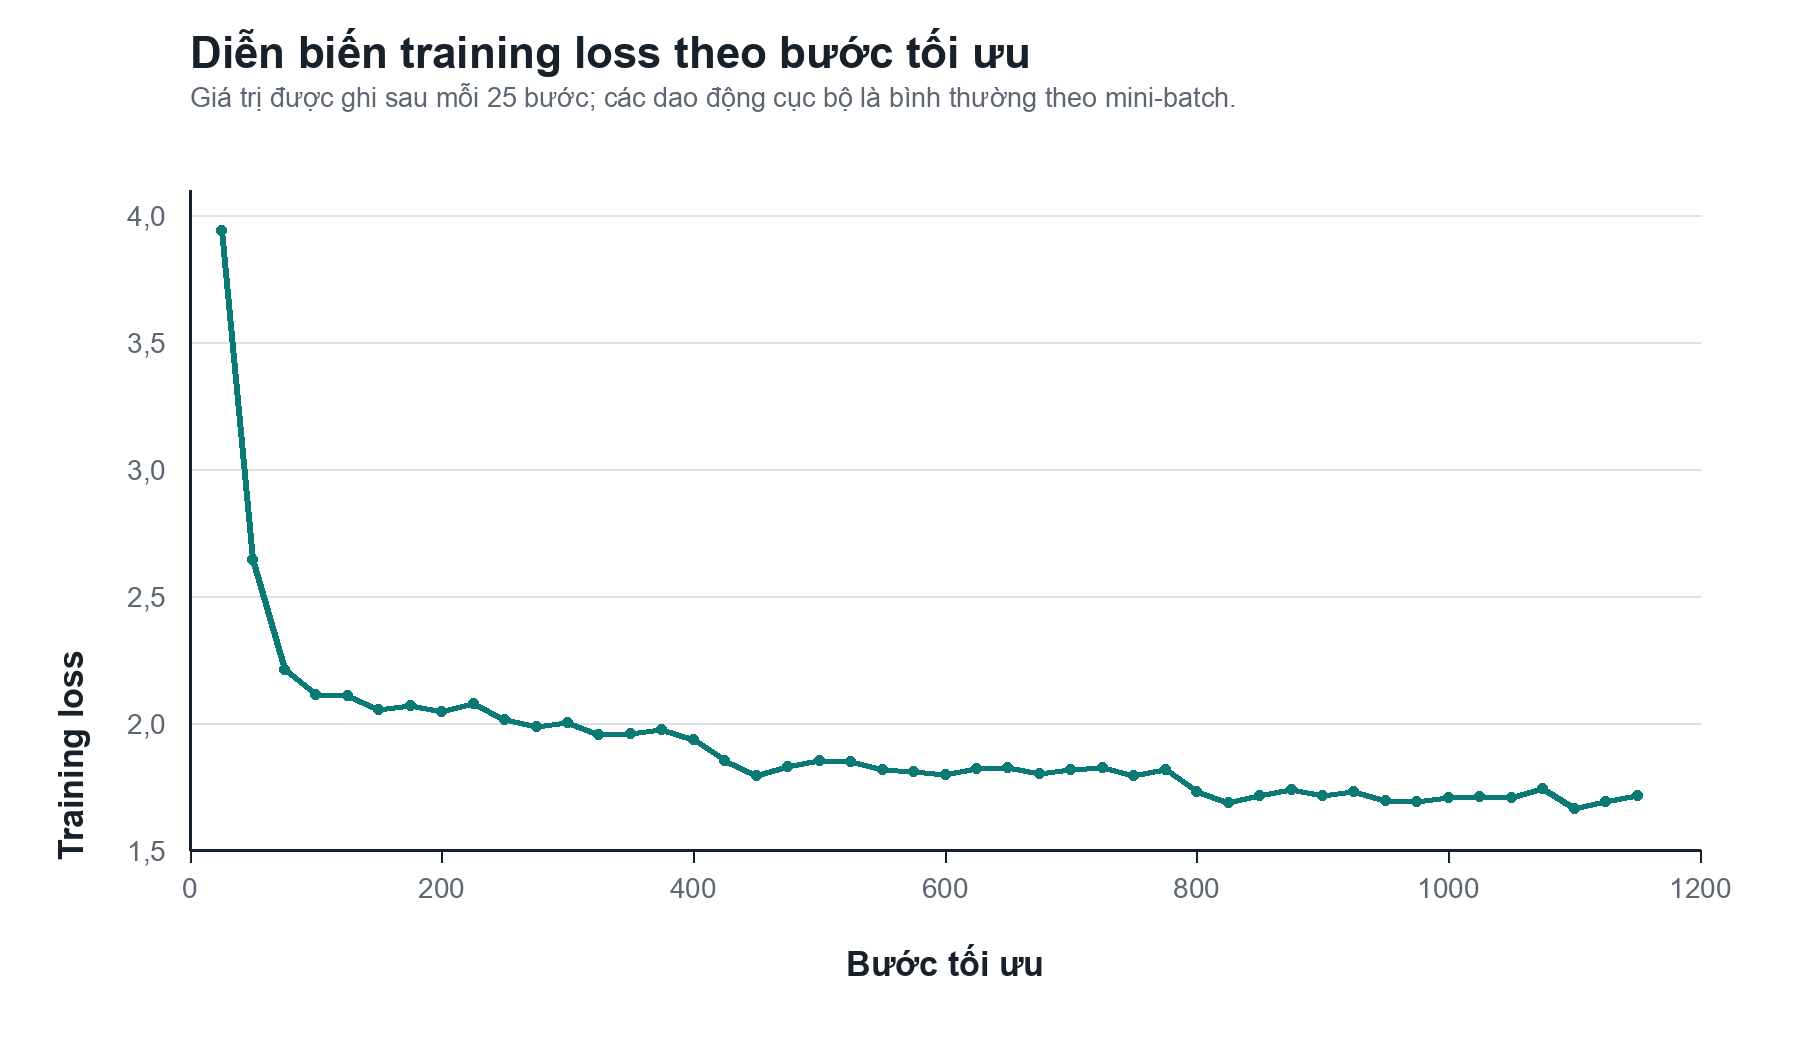 Diễn biến training loss theo bước tối ưu
Giá trị được ghi sau mỗi 25 bước; các dao động cục bộ là bình thường theo mini-batch.
4,0
3,5
3,0
2,5
2,0
1,5
Training loss
0 200 400 600 800 1000 1200
Bước tối ưu